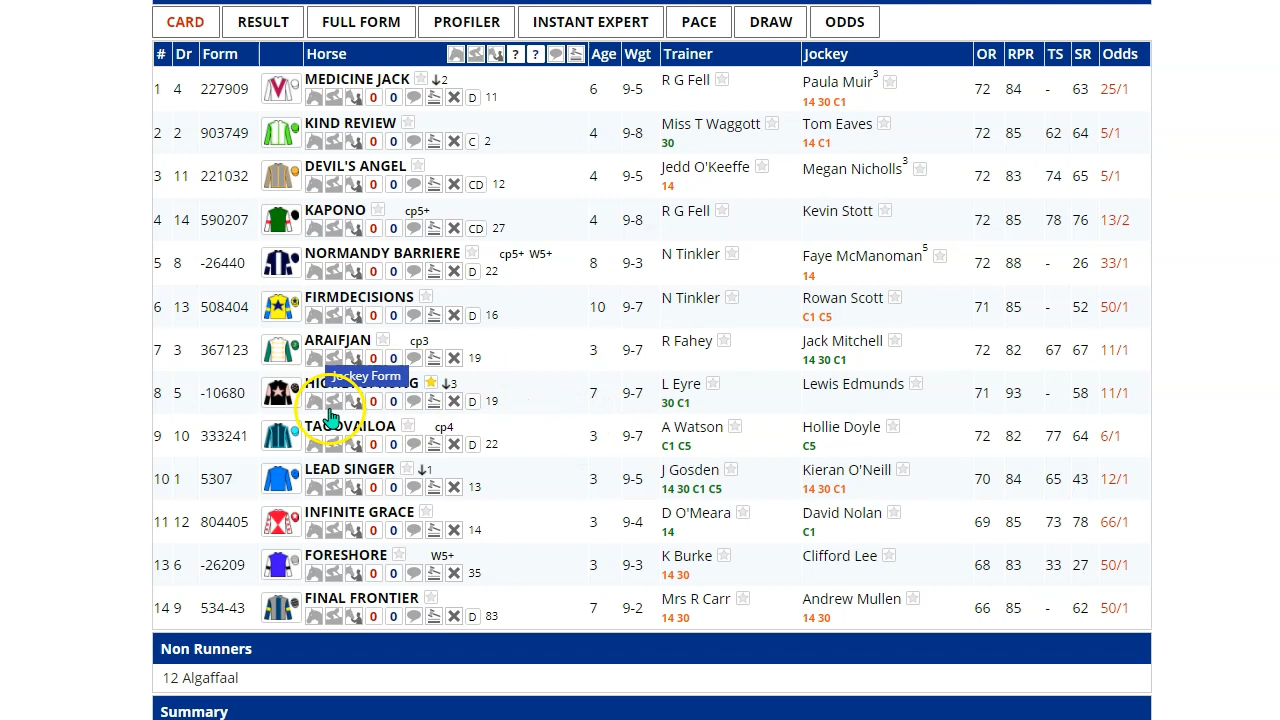 CARD RESULT FULL FORM PROFILER INSTANT EXPERT PACE DRAW ODDS
# Dr Form Horse ? ? Age Wgt Trainer Jockey OR RPR TS SR Odds
1 4 227909 MEDICINE JACK ↓2 6 9-5 R G Fell Paula Muir3 72 84 - 63 25/1
0 0 D 11 14 30 C1
2 2 903749 KIND REVIEW 4 9-8 Miss T Waggott Tom Eaves 72 85 62 64 5/1
0 0 C 2 30 14 C1
3 11 221032 DEVIL'S ANGEL 4 9-5 Jedd O'Keeffe Megan Nicholls3 72 83 74 65 5/1
0 0 CD 12 14
4 14 590207 KAPONO cp5+ 4 9-8 R G Fell Kevin Stott 72 85 78 76 13/2
0 0 CD 27
5 8 -26440 NORMANDY BARRIERE cp5+ W5+ 8 9-3 N Tinkler Faye McManoman5 72 88 - 26 33/1
0 0 D 22 14
6 13 508404 FIRMDECISIONS 10 9-7 N Tinkler Rowan Scott 71 85 - 52 50/1
0 0 D 16 C1 C5
7 3 367123 ARAIFJAN cp3 3 9-7 R Fahey Jack Mitchell 72 82 67 67 11/1
0 0 19 14 30 C1
Jockey Form
8 5 -10680 ↓3 7 9-7 L Eyre Lewis Edmunds 71 93 - 58 11/1
0 0 D 19 30 C1
9 10 333241 TAGOVAILOA cp4 3 9-7 A Watson Hollie Doyle 72 82 77 64 6/1
0 0 D 22 C1 C5 C5
10 1 5307 LEAD SINGER ↓1 3 9-5 J Gosden Kieran O'Neill 70 84 65 43 12/1
0 0 13 14 30 C1 C5 14 30 C1
11 12 804405 INFINITE GRACE 3 9-4 D O'Meara David Nolan 69 85 73 78 66/1
0 0 14 14 C1
13 6 -26209 FORESHORE W5+ 3 9-3 K Burke Clifford Lee 68 83 33 27 50/1
0 0 35 14 30
14 9 534-43 FINAL FRONTIER 7 9-2 Mrs R Carr Andrew Mullen 66 85 - 62 50/1
0 0 D 83 14 30 14 30
Non Runners
12 Algaffaal
Summary